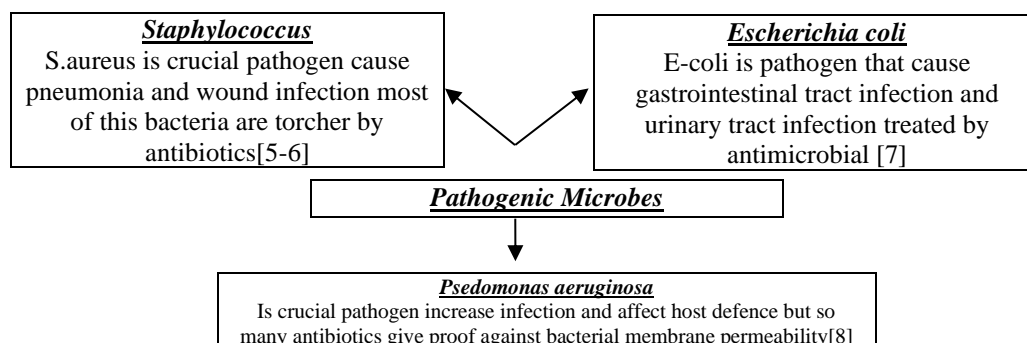 Staphylococcus
S.aureus is crucial pathogen cause
pneumonia and wound infection most
of this bacteria are torcher by
antibiotics[5-6]
Escherichia coli
E-coli is pathogen that cause
gastrointestinal tract infection and
urinary tract infection treated by
antimicrobial [7]
Pathogenic Microbes
Psedomonas aeruginosa
Is crucial pathogen increase infection and affect host defence but so
many antibiotics give proof against bacterial membrane permeability[8]